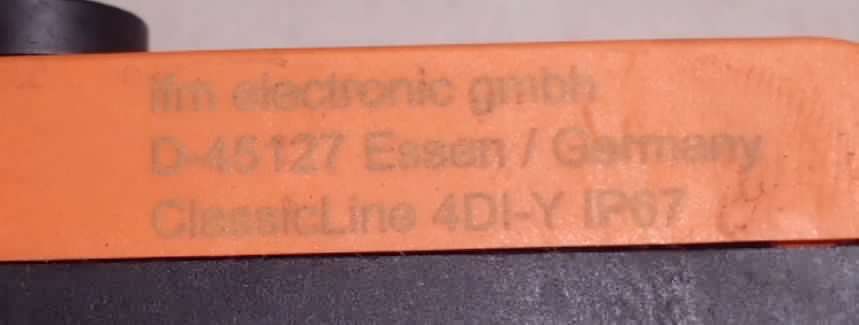 ifm electronic gmbh
D-45127 Essen / Germany
ClassicLine 4DI-Y IP67